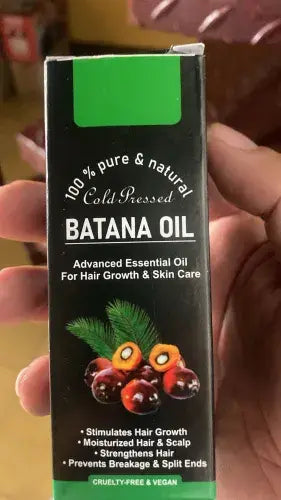 100 % pure & natural
Cold Pressed
BATANA OIL
Advanced Essential Oil
For Hair Growth & Skin Care
• Stimulates Hair Growth
• Moisturized Hair & Scalp
• Strengthens Hair
• Prevents Breakage & Split Ends
CRUELTY-FREE & VEGAN